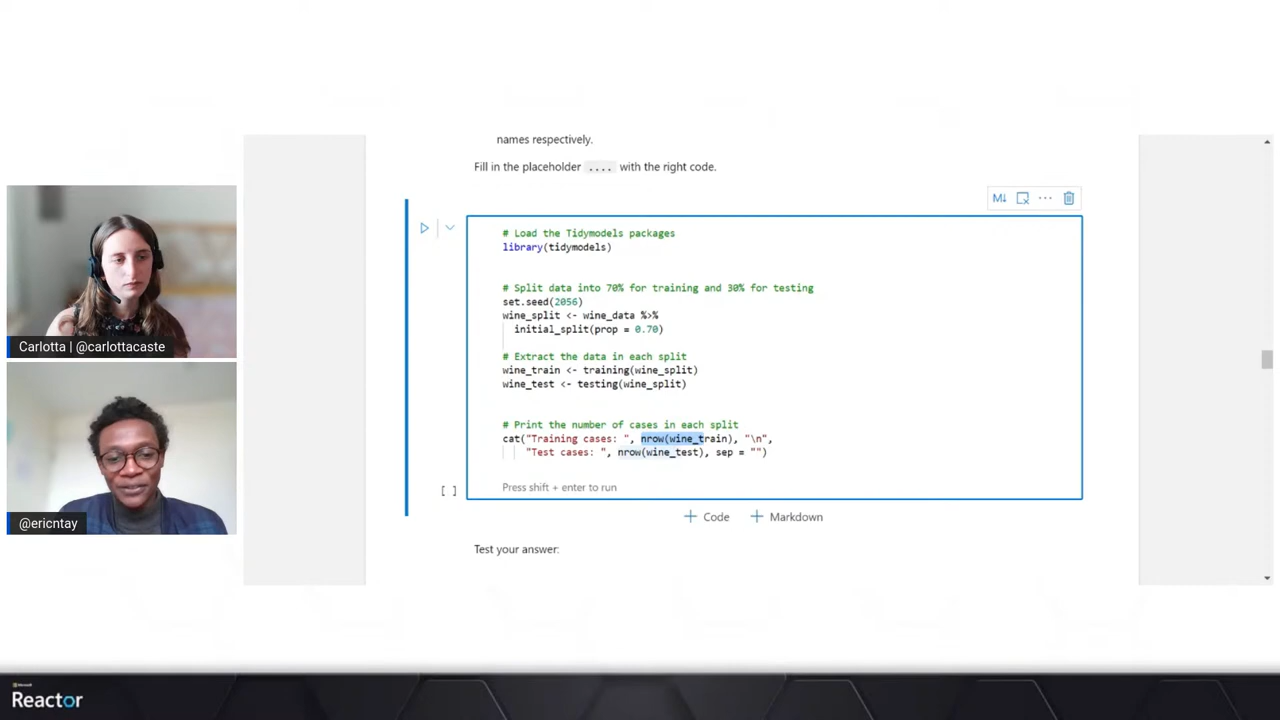 names respectively.
Fill in the placeholder .... with the right code.
M↓
# Load the Tidymodels packages
library(tidymodels)
# Split data into 70% for training and 30% for testing
set.seed(2056)
wine_split <- wine_data %>%
initial_split(prop = 0.70)
# Extract the data in each split
wine_train <- training(wine_split)
wine_test <- testing(wine_split)
# Print the number of cases in each split
cat("Training cases: ", nrow(wine_train), "\n",
"Test cases: ", nrow(wine_test), sep = "")
[ ]
Press shift + enter to run
+ Code + Markdown
Test your answer:
Carlotta | @carlottacaste
@ericntay
Microsoft
Reactor